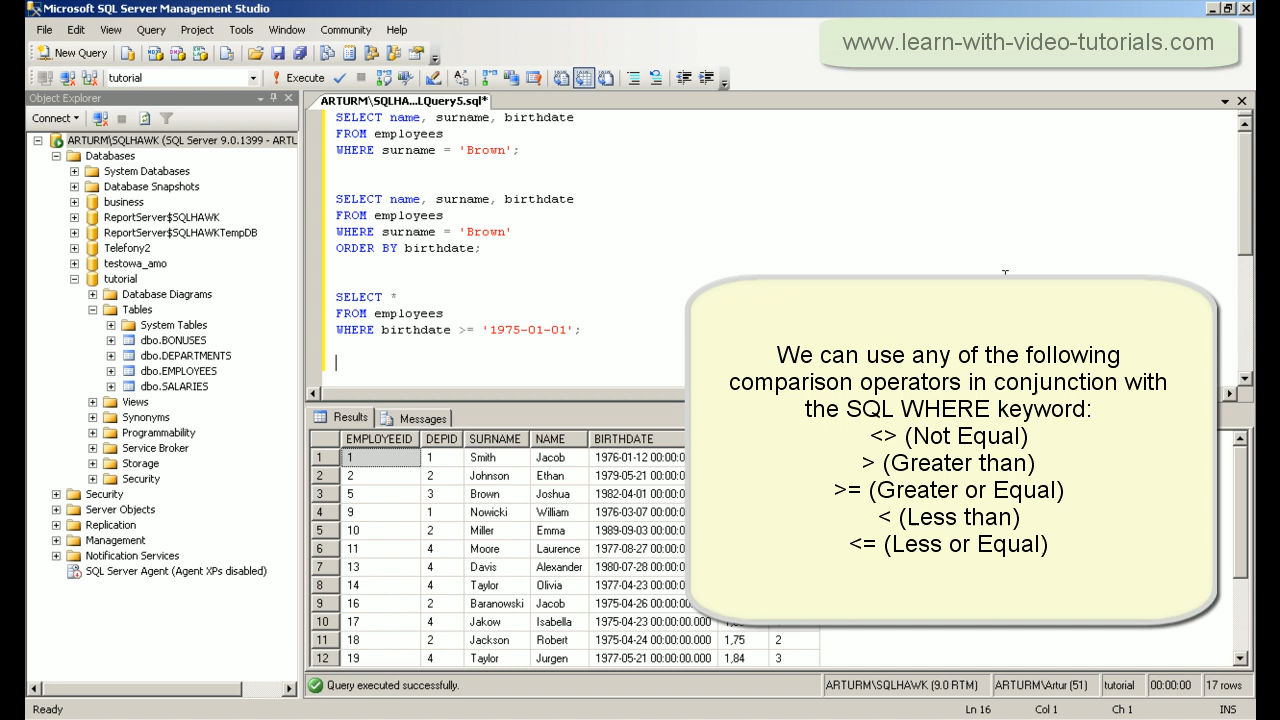 Microsoft SQL Server Management Studio
File Edit View Query Project Tools Window Community Help
www.learn-with-video-tutorials.com
New Query
tutorial Execute
Object Explorer
Connect
ARTURM\SQLHA...LQuery5.sql*
ARTURM\SQLHAWK (SQL Server 9.0.1399 - ARTU
Databases
System Databases
Database Snapshots
business
ReportServer$SQLHAWK
ReportServer$SQLHAWKTempDB
Telefony2
testowa_amo
tutorial
Database Diagrams
Tables
System Tables
dbo.BONUSES
dbo.DEPARTMENTS
dbo.EMPLOYEES
dbo.SALARIES
Views
Synonyms
Programmability
Service Broker
Storage
Security
Security
Server Objects
Replication
Management
Notification Services
SQL Server Agent (Agent XPs disabled)
SELECT name, surname, birthdate
FROM employees
WHERE surname = 'Brown';
SELECT name, surname, birthdate
FROM employees
WHERE surname = 'Brown'
ORDER BY birthdate;
SELECT *
FROM employees
WHERE birthdate >= '1975-01-01';
We can use any of the following
comparison operators in conjunction with
the SQL WHERE keyword:
<> (Not Equal)
> (Greater than)
>= (Greater or Equal)
< (Less than)
<= (Less or Equal)
Results Messages
EMPLOYEEID DEPID SURNAME NAME BIRTHDATE
1 1 1 Smith Jacob 1976-01-12 00:00:0
2 2 2 Johnson Ethan 1979-05-21 00:00:0
3 5 3 Brown Joshua 1982-04-01 00:00:0
4 9 1 Nowicki William 1976-03-07 00:00:0
5 10 2 Miller Emma 1989-09-03 00:00:0
6 11 4 Moore Laurence 1977-08-27 00:00:0
7 13 4 Davis Alexander 1980-07-28 00:00:0
8 14 4 Taylor Olivia 1977-04-23 00:00:0
9 16 2 Baranowski Jacob 1975-04-26 00:00:0
10 17 4 Jakow Isabella 1975-04-23 00:00:00.000
11 18 2 Jackson Robert 1975-04-24 00:00:00.000 1,75 2
12 19 4 Taylor Jurgen 1977-05-21 00:00:00.000 1,84 3
Query executed successfully. ARTURM\SQLHAWK (9.0 RTM) ARTURM\Artur (51) tutorial 00:00:00 17 rows
Ready Ln 16 Col 1 Ch 1 INS